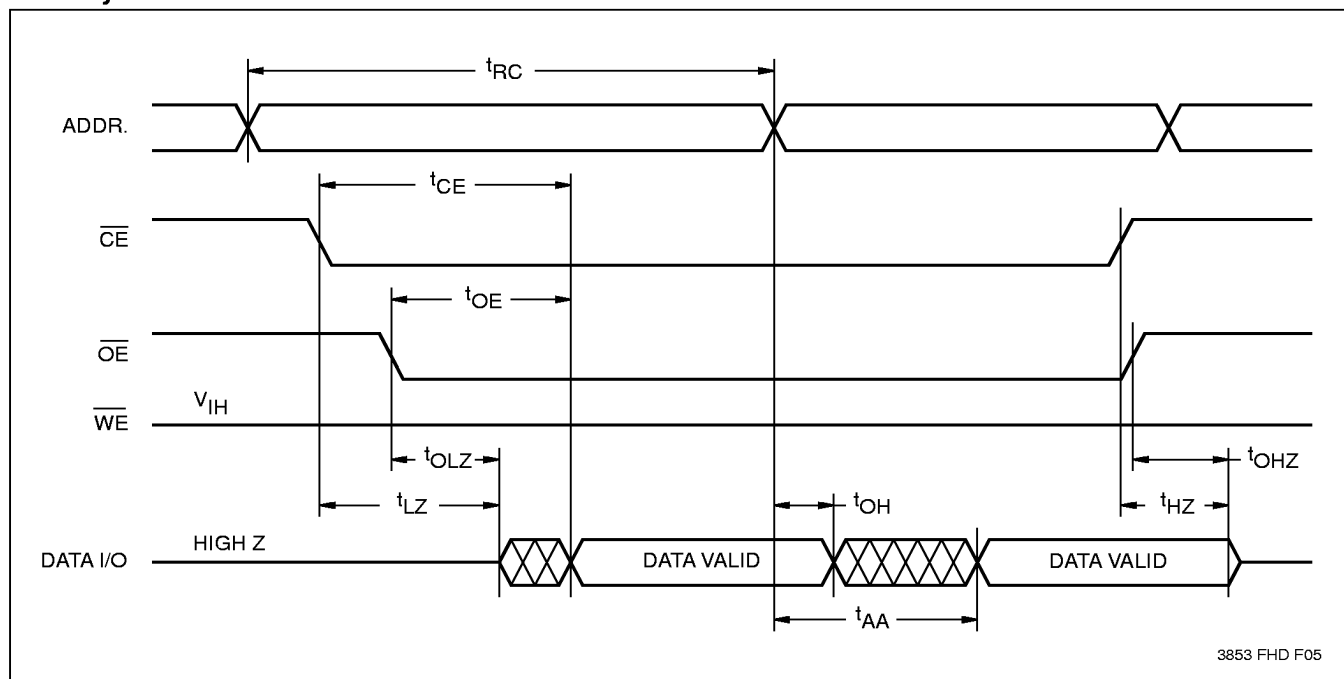 tRC
ADDR.
tCE
CE
tOE
OE
VIH
WE
tOLZ
tOHZ
tLZ
tOH
tHZ
HIGH Z
DATA I/O
DATA VALID
DATA VALID
tAA
3853 FHD F05